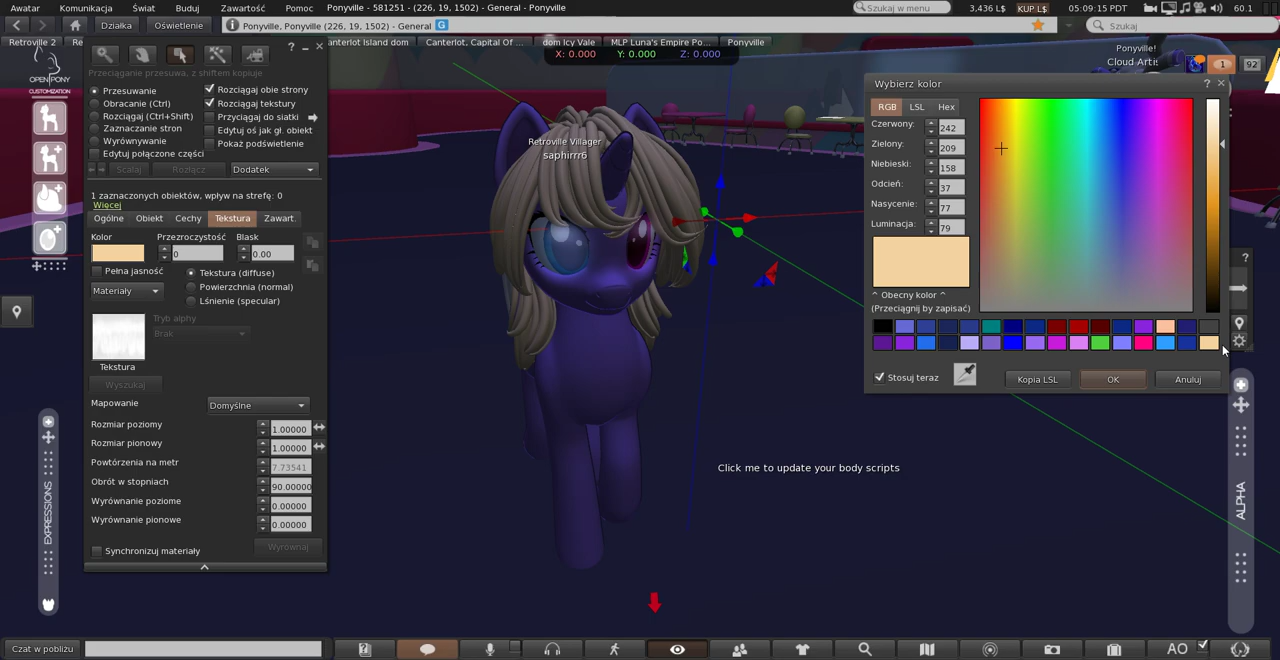 Awatar Komunikacja Świat Buduj Zawartość Pomoc Ponyville - 581251 - (226, 19, 1502) - General - Ponyville Szukaj w menu 3,436 L$ KUP L$ 5:09:15 PDT 60.1
Działka Oświetlenie Ponyville, Ponyville (226, 19, 1502) - General G Szukaj
Retroville 2 Re anterlot Island dom Canterlot, Capital Of ... dom Icy Vale MLP Luna's Empire Po... Ponyville
X: 0.000 Y: 0.000 Z: 0.000
Ponyville!
Cloud Artis
1 92
OPEN PONY
CUSTOMIZATION
Przeciąganie przesuwa, z shiftem kopiuje
Przesuwanie
Obracanie (Ctrl)
Rozciągaj (Ctrl+Shift)
Zaznaczanie stron
Wyrównywanie
Edytuj połączone części
Rozciągaj obie strony
Rozciągaj tekstury
Przyciągaj do siatki
Edytuj oś jak gł. obiekt
Pokaż podświetlenie
Scalaj Rozłącz Dodatek
1 zaznaczonych obiektów, wpływ na strefę: 0
Więcej
Ogólne Obiekt Cechy Tekstura Zawart.
Kolor Przezroczystość Blask
0 0.00
Pełna jasność
Materiały
Tekstura (diffuse)
Powierzchnia (normal)
Lśnienie (specular)
Tryb alphy
Brak
Tekstura
Wyszukaj
Mapowanie Domyślne
Rozmiar poziomy 1.00000
Rozmiar pionowy 1.00000
Powtórzenia na metr 7.73541
Obrót w stopniach 90.00000
Wyrównanie poziome 0.00000
Wyrównanie pionowe 0.00000
Synchronizuj materiały Wyrównaj
Retroville Villager
saphirrr6
Click me to update your body scripts
Wybierz kolor
RGB LSL Hex
Czerwony: 242
Zielony: 209
Niebieski: 158
Odcień: 37
Nasycenie: 77
Luminacja: 79
^ Obecny kolor ^
(Przeciągnij by zapisać)
Stosuj teraz Kopia LSL OK Anuluj
EXPRESSIONS
ALPHA
Czat w pobliżu
AO